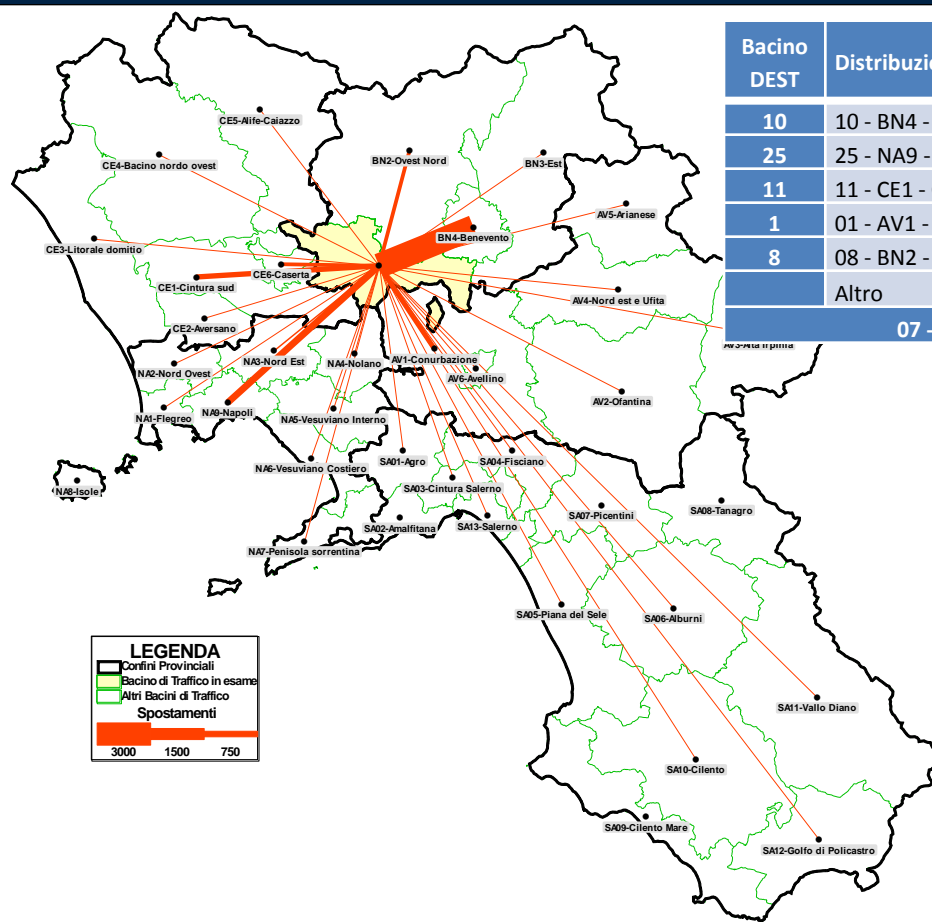 Bacino
DEST
Distribuzi
10 10 - BN4 -
25 25 - NA9 -
11 11 - CE1 -
1 01 - AV1 -
8 08 - BN2 -
Altro
07 -
CE5-Alife-Caiazzo
CE4-Bacino nordo ovest
BN2-Ovest Nord
BN3-Est
AV5-Arianese
BN4-Benevento
CE3-Litorale domitio
CE6-Caserta
CE1-Cintura sud
AV4-Nord est e Ufita
CE2-Aversano
AV3-Alta Irpinia
NA3-Nord Est
NA4-Nolano
AV1-Conurbazione
NA2-Nord Ovest
AV6-Avellino
AV2-Ofantina
NA1-Flegreo
NA9-Napoli
NA5-Vesuviano Interno
NA6-Vesuviano Costiero
SA01-Agro
SA04-Fisciano
NA8-Isole
SA03-Cintura Salerno
SA08-Tanagro
SA02-Amalfitana
SA13-Salerno
SA07-Picentini
NA7-Penisola sorrentina
SA05-Piana del Sele
SA06-Alburni
LEGENDA
Confini Provinciali
Bacino di Traffico in esame
Altri Bacini di Traffico
Spostamenti
3000 1500 750
SA11-Vallo Diano
SA10-Cilento
SA09-Cilento Mare
SA12-Golfo di Policastro